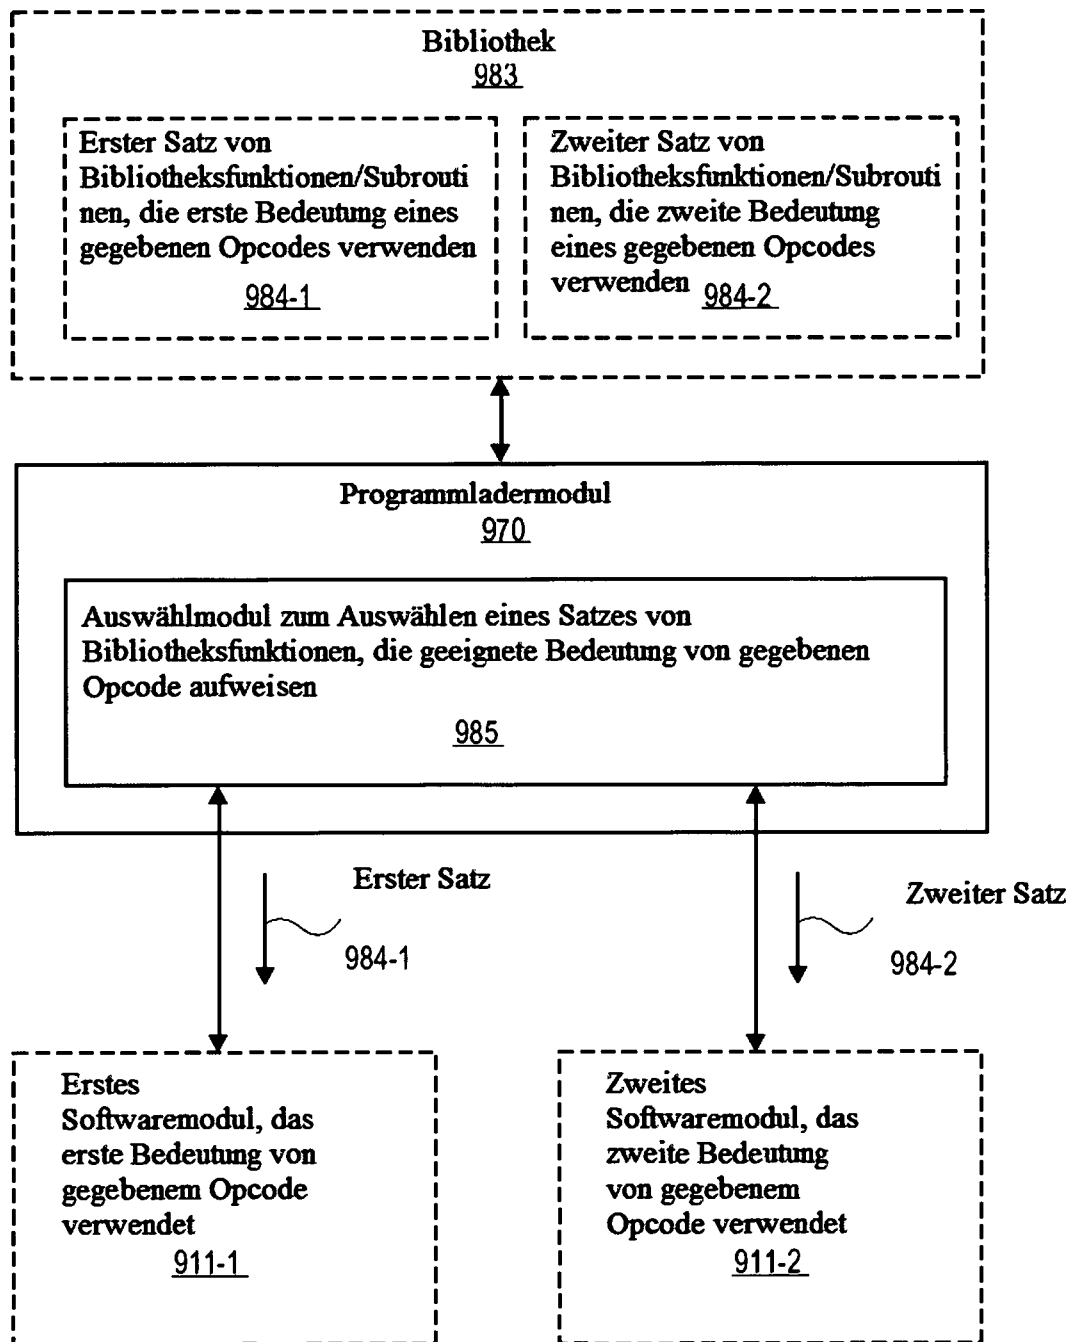 Bibliothek
983
Erster Satz von
Bibliotheksfunktionen/Subrouti
nen, die erste Bedeutung eines
gegebenen Opcodes verwenden
984-1
Zweiter Satz von
Bibliotheksfunktionen/Subrouti
nen, die zweite Bedeutung
eines gegebenen Opcodes
verwenden 984-2
Programmladermodul
970
Auswählmodul zum Auswählen eines Satzes von
Bibliotheksfunktionen, die geeignete Bedeutung von gegebenen
Opcode aufweisen
985
Erster Satz
984-1
Zweiter Satz
984-2
Erstes
Softwaremodul, das
erste Bedeutung von
gegebenem Opcode
verwendet
911-1
Zweites
Softwaremodul, das
zweite Bedeutung
von gegebenem
Opcode verwendet
911-2